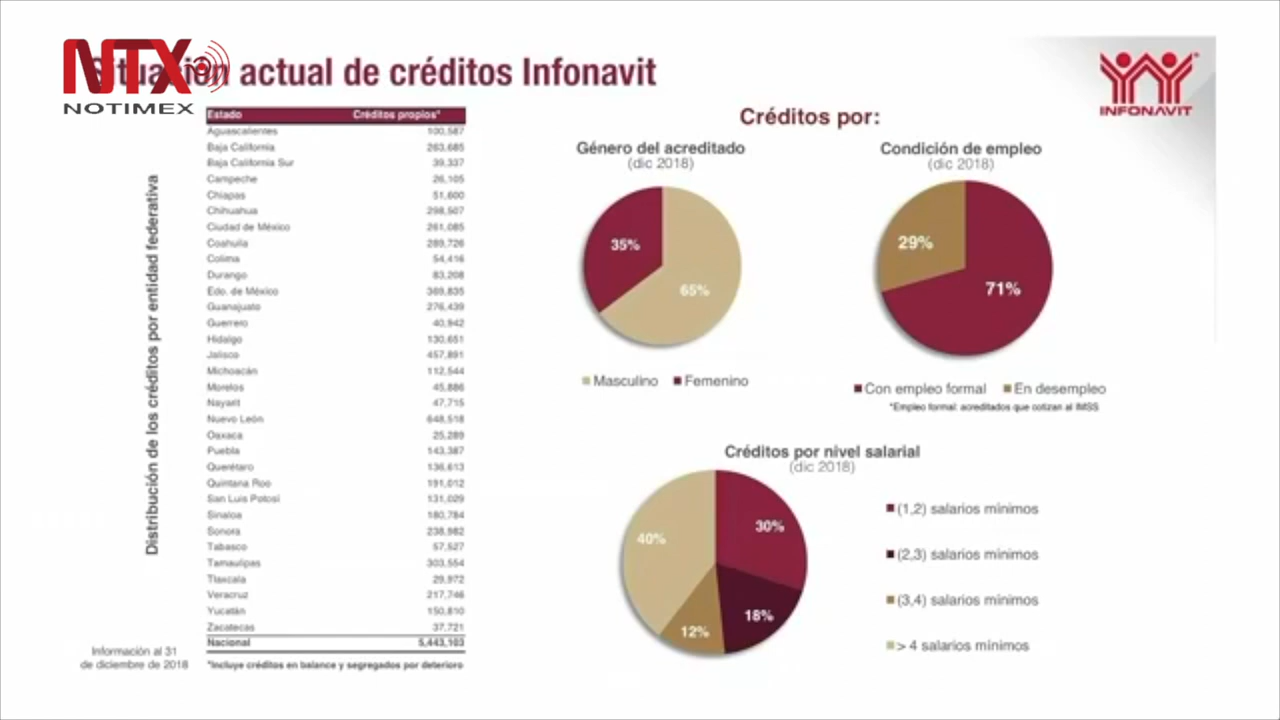 NTX
NOTIMEX
Situación actual de créditos Infonavit
INFONAVIT
Distribución de los créditos por entidad federativa
Estado Créditos propios*
Aguascalientes 100,587
Baja California 263,685
Baja California Sur 39,337
Campeche 26,105
Chiapas 51,600
Chihuahua 298,507
Ciudad de México 261,085
Coahuila 289,726
Colima 54,416
Durango 83,208
Edo. de México 369,835
Guanajuato 276,439
Guerrero 40,942
Hidalgo 130,651
Jalisco 457,891
Michoacán 112,544
Morelos 45,886
Nayarit 47,715
Nuevo León 648,518
Oaxaca 25,289
Puebla 143,387
Querétaro 136,613
Quintana Roo 191,012
San Luis Potosí 131,029
Sinaloa 180,784
Sonora 238,982
Tabasco 57,527
Tamaulipas 303,554
Tlaxcala 29,972
Veracruz 217,746
Yucatán 150,810
Zacatecas 37,721
Nacional 5,443,103
*Incluye créditos en balance y segregados por deterioro
Información al 31
de diciembre de 2018
Créditos por:
Género del acreditado
(dic 2018)
35%
65%
Masculino Femenino
Condición de empleo
(dic 2018)
29%
71%
Con empleo formal En desempleo
*Empleo formal: acreditados que cotizan al IMSS
Créditos por nivel salarial
(dic 2018)
40%
30%
18%
12%
(1,2) salarios mínimos
(2,3) salarios mínimos
(3,4) salarios mínimos
> 4 salarios mínimos